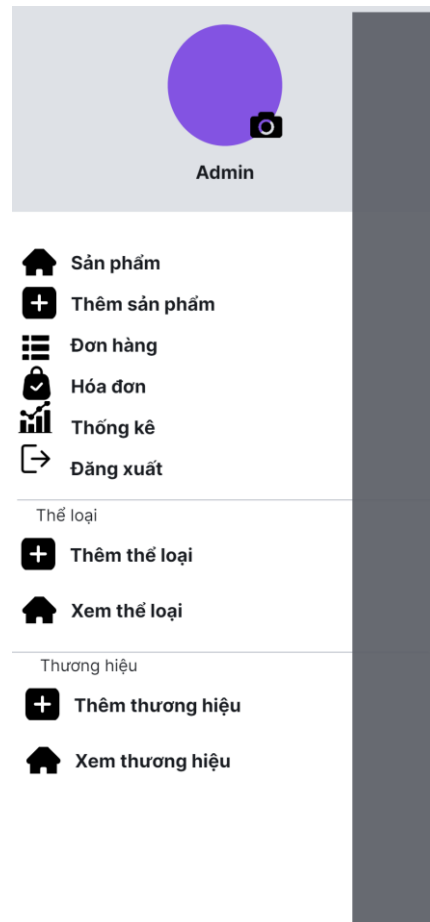 Admin
Sản phẩm
Thêm sản phẩm
Đơn hàng
Hóa đơn
Thống kê
Đăng xuất
Thể loại
Thêm thể loại
Xem thể loại
Thương hiệu
Thêm thương hiệu
Xem thương hiệu